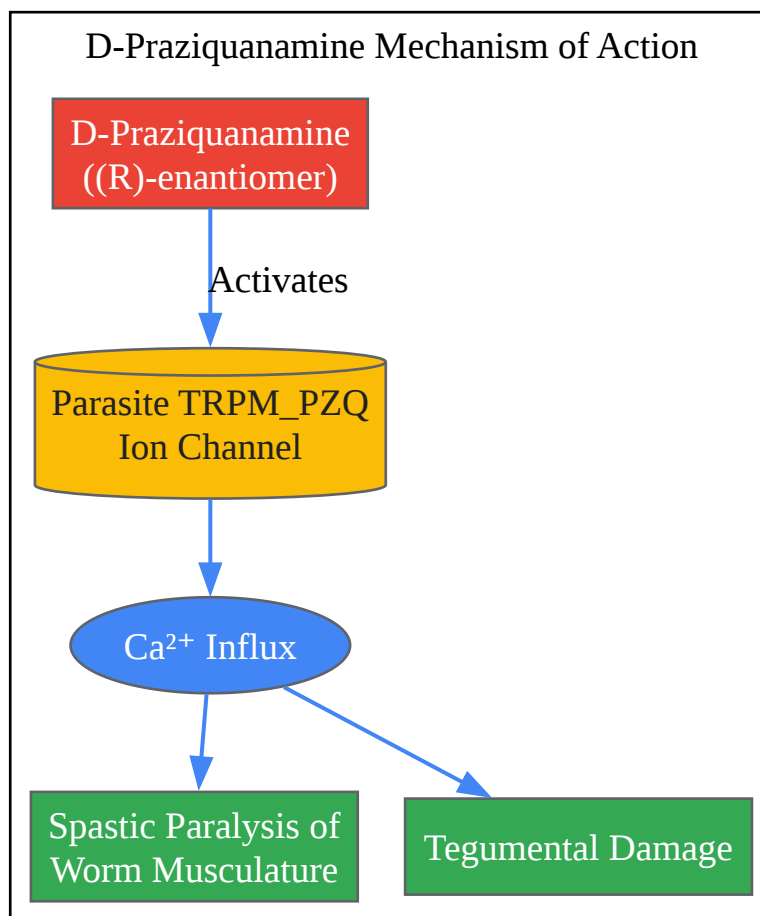 D-Praziquanamine Mechanism of Action
D-Praziquanamine
((R)-enantiomer)
Activates
Parasite TRPM_PZQ
Ion Channel
Ca²⁺ Influx
Spastic Paralysis of
Worm Musculature
Tegumental Damage